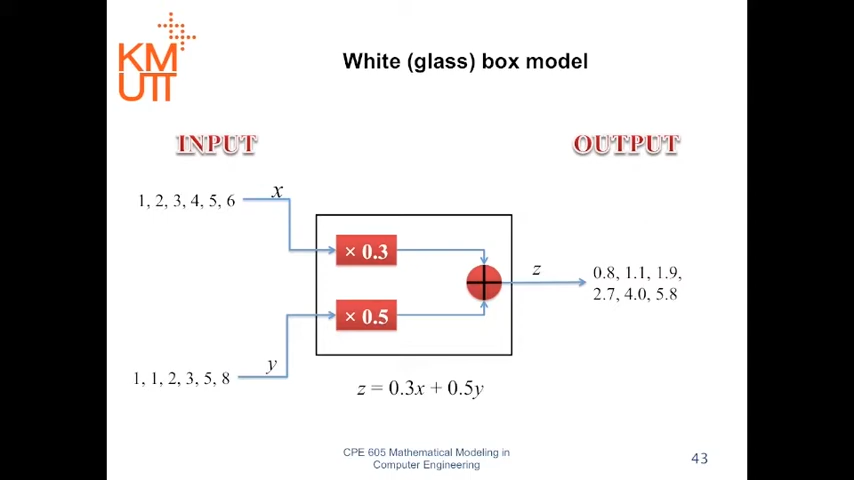 KM
UTT
White (glass) box model
INPUT
OUTPUT
1, 2, 3, 4, 5, 6
x
× 0.3
z
0.8, 1.1, 1.9,
2.7, 4.0, 5.8
× 0.5
1, 1, 2, 3, 5, 8
y
z = 0.3x + 0.5y
CPE 605 Mathematical Modeling in
Computer Engineering
43